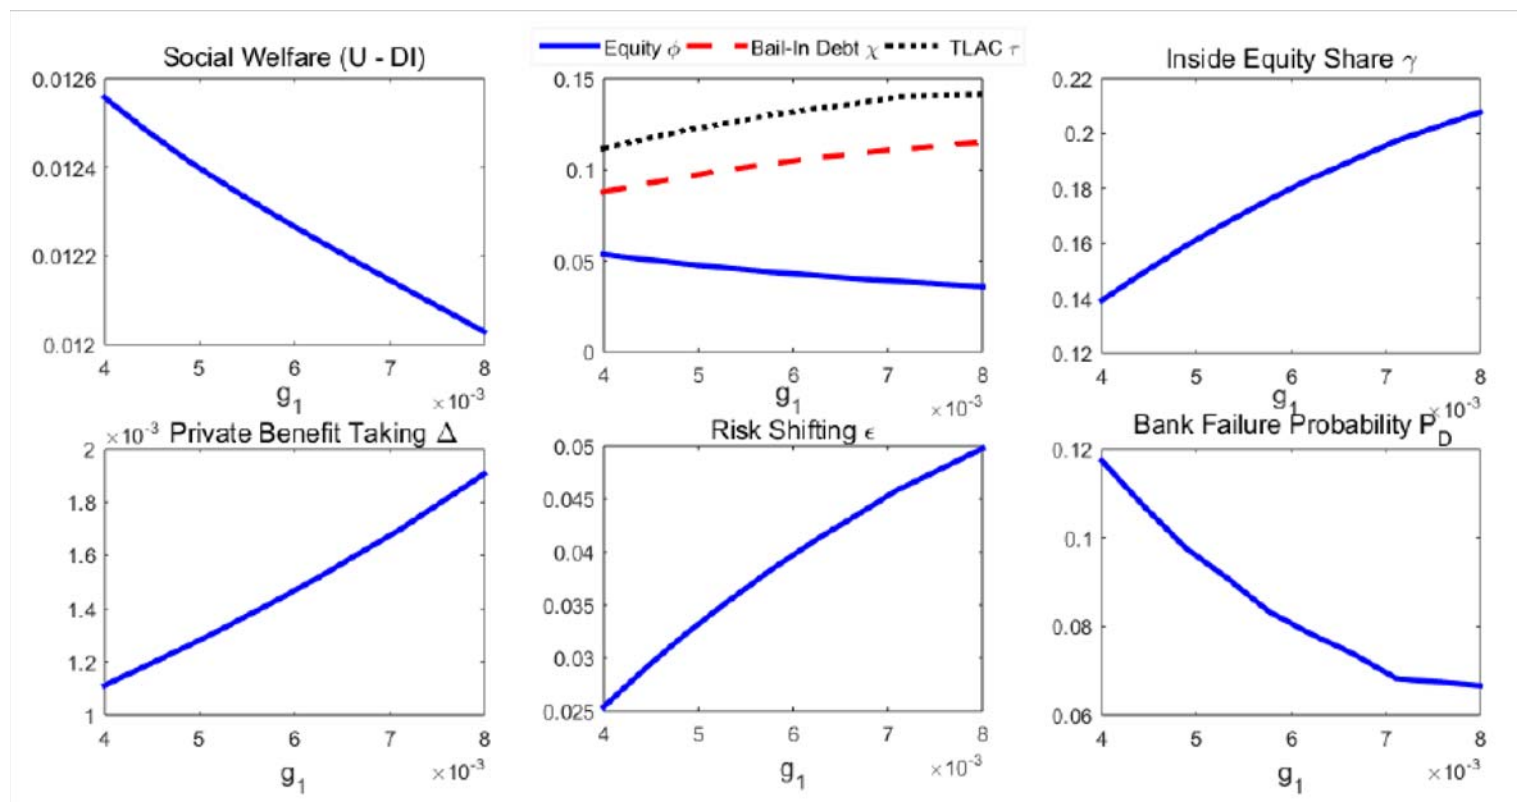 Equity ϕ Bail-In Debt χ TLAC τ
Social Welfare (U - DI)
0.0126
0.0124
0.0122
0.012
4 5 6 7 8
g1
×10-3
0.15
0.1
0.05
0
4 5 6 7 8
g1
×10-3
Inside Equity Share γ
0.22
0.2
0.18
0.16
0.14
0.12
4 5 6 7 8
g1
×10-3
×10-3 Private Benefit Taking Δ
2
1.8
1.6
1.4
1.2
1
4 5 6 7 8
g1
×10-3
Risk Shifting ϵ
0.05
0.045
0.04
0.035
0.03
0.025
4 5 6 7 8
g1
×10-3
Bank Failure Probability PD
0.12
0.1
0.08
0.06
4 5 6 7 8
g1
×10-3